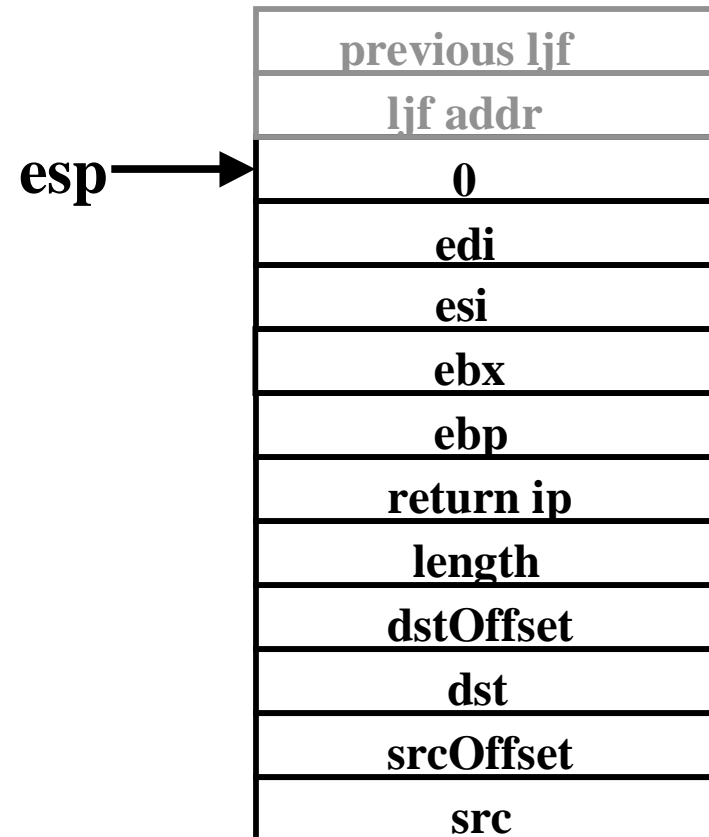 previous ljf
ljf addr
esp
0
edi
esi
ebx
ebp
return ip
length
dstOffset
dst
srcOffset
src